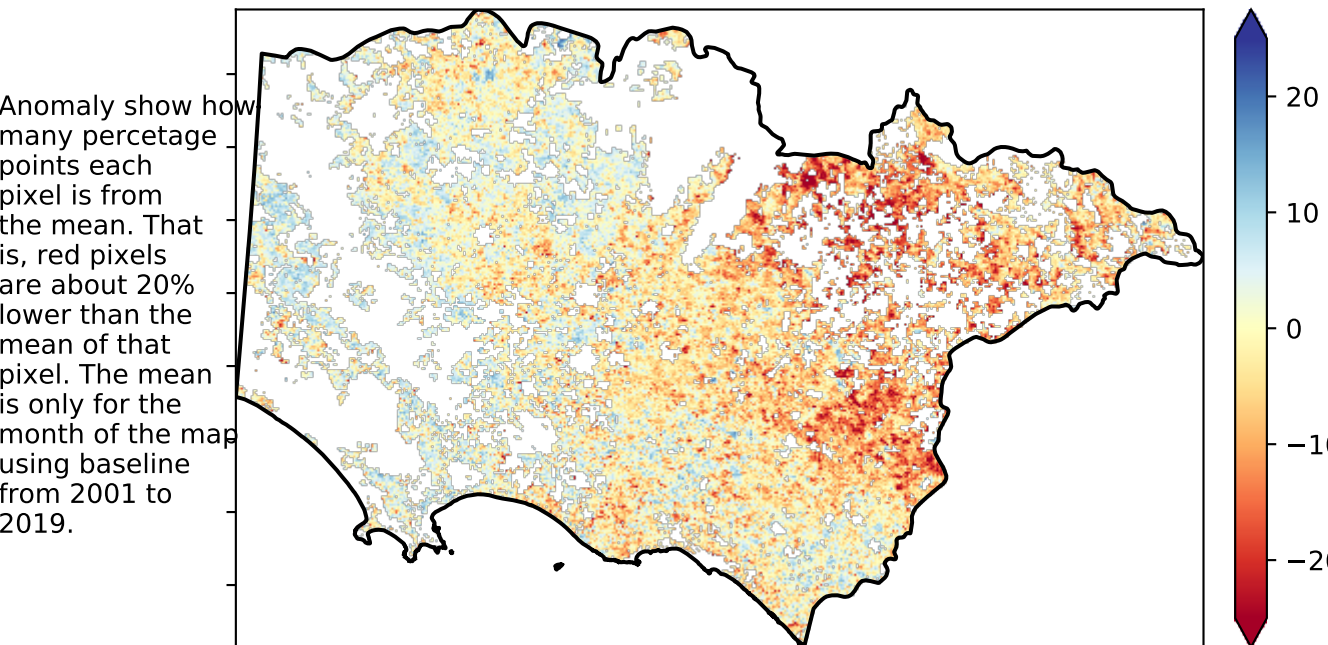 Anomaly show how
many percetage
points each
pixel is from
the mean. That
is, red pixels
are about 20%
lower than the
mean of that
pixel. The mean
is only for the
month of the map
using baseline
from 2001 to
2019.
20
10
0
−10
−20